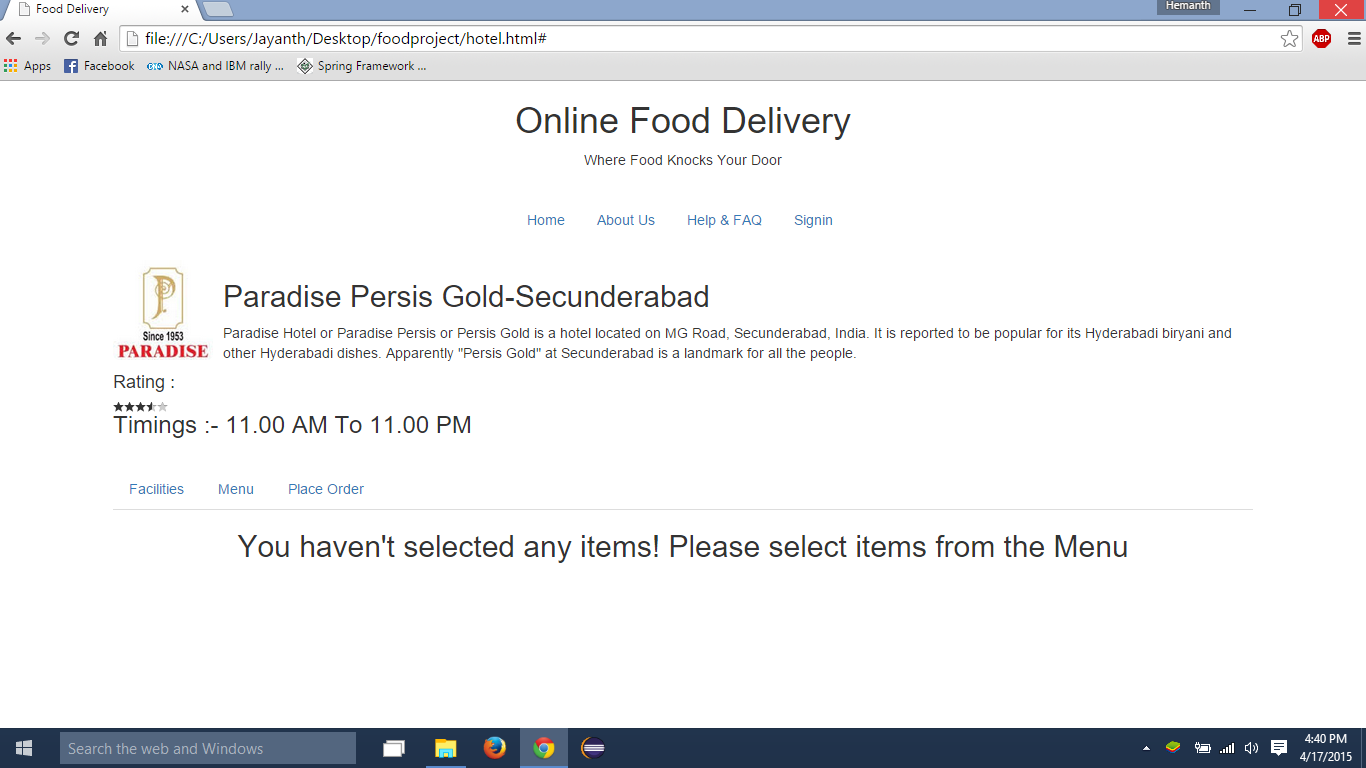 Food Delivery
Hemanth
file:///C:/Users/Jayanth/Desktop/foodproject/hotel.html#
ABP
Apps Facebook NASA and IBM rally ... Spring Framework ...
Online Food Delivery
Where Food Knocks Your Door
Home About Us Help & FAQ Signin
P
Since 1953
PARADISE
Paradise Persis Gold-Secunderabad
Paradise Hotel or Paradise Persis or Persis Gold is a hotel located on MG Road, Secunderabad, India. It is reported to be popular for its Hyderabadi biryani and
other Hyderabadi dishes. Apparently "Persis Gold" at Secunderabad is a landmark for all the people.
Rating :
Timings :- 11.00 AM To 11.00 PM
Facilities Menu Place Order
You haven't selected any items! Please select items from the Menu
Search the web and Windows
4:40 PM
4/17/2015